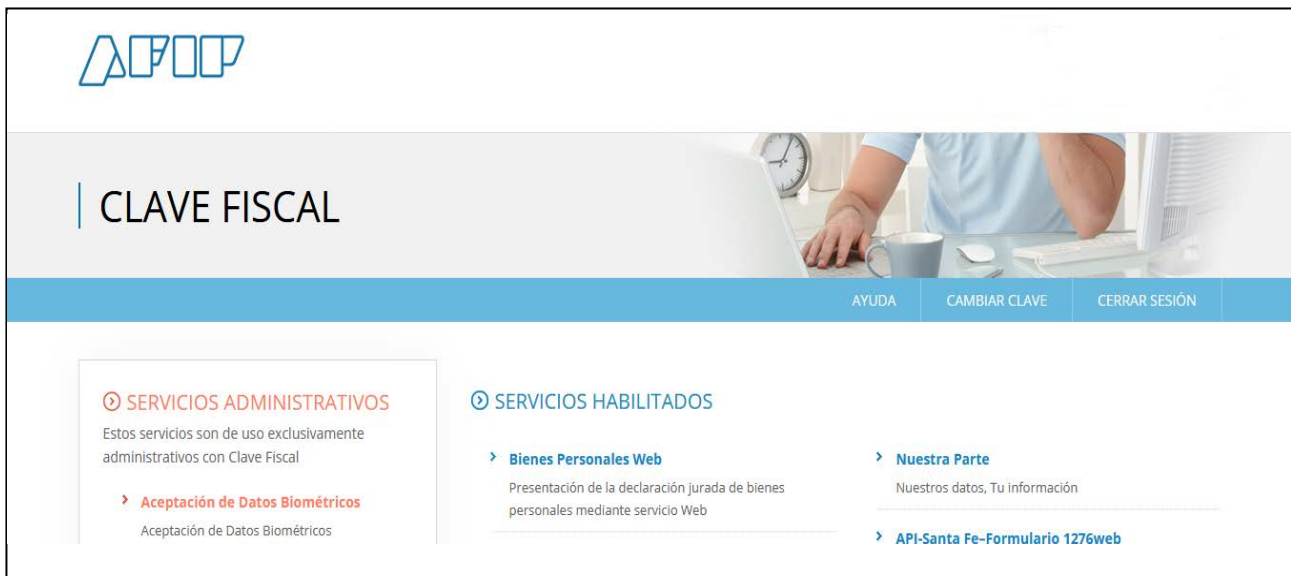 AFIP
CLAVE FISCAL
AYUDA
CAMBIAR CLAVE
CERRAR SESIÓN
SERVICIOS ADMINISTRATIVOS
Estos servicios son de uso exclusivamente
administrativos con Clave Fiscal
Aceptación de Datos Biométricos
Aceptación de Datos Biométricos
SERVICIOS HABILITADOS
Bienes Personales Web
Presentación de la declaración jurada de bienes
personales mediante servicio Web
Nuestra Parte
Nuestros datos, Tu información
API-Santa Fe–Formulario 1276web